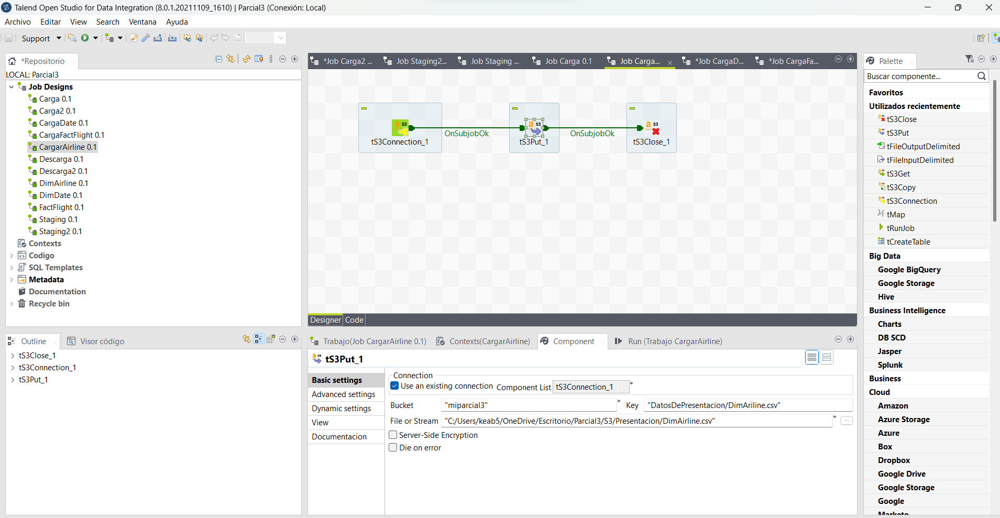 Talend Open Studio for Data Integration (8.0.1.20211109_1610) | Parcial3 (Conexión: Local)
Archivo Editar View Search Ventana Ayuda
Support
*Repositorio
LOCAL: Parcial3
Job Designs
Carga 0.1
Carga2 0.1
CargaDate 0.1
CargaFactFlight 0.1
CargarAirline 0.1
Descarga 0.1
Descarga2 0.1
DimAirline 0.1
DimDate 0.1
FactFlight 0.1
Staging 0.1
Staging2 0.1
Contexts
Codigo
SQL Templates
Metadata
Documentation
Recycle bin
Outline Visor código
tS3Close_1
tS3Connection_1
tS3Put_1
*Job Carga2 ... Job Staging2... Job Staging ... Job Carga 0.1 Job Carga... *Job CargaD... *Job CargaFa...
tS3Connection_1 OnSubjobOk tS3Put_1 OnSubjobOk tS3Close_1
Designer Code
Trabajo(Job CargarAirline 0.1) Contexts(CargarAirline) Component Run (Trabajo CargarAirline)
tS3Put_1
Basic settings
Advanced settings
Dynamic settings
View
Documentacion
Connection
Use an existing connection Component List tS3Connection_1 *
Bucket "miparcial3" * Key "DatosDePresentacion/DimAriline.csv"
File or Stream "C:/Users/keab5/OneDrive/Escritorio/Parcial3/S3/Presentacion/DimAirline.csv" * ...
Server-Side Encryption
Die on error
Palette
Buscar componente...
Favoritos
Utilizados recientemente
tS3Close
tS3Put
tFileOutputDelimited
tFileInputDelimited
tS3Get
tS3Copy
tS3Connection
tMap
tRunJob
tCreateTable
Big Data
Google BigQuery
Google Storage
Hive
Business Intelligence
Charts
DB SCD
Jasper
Splunk
Business
Cloud
Amazon
Azure Storage
Azure
Box
Dropbox
Google Drive
Google Storage
Google
Marketo